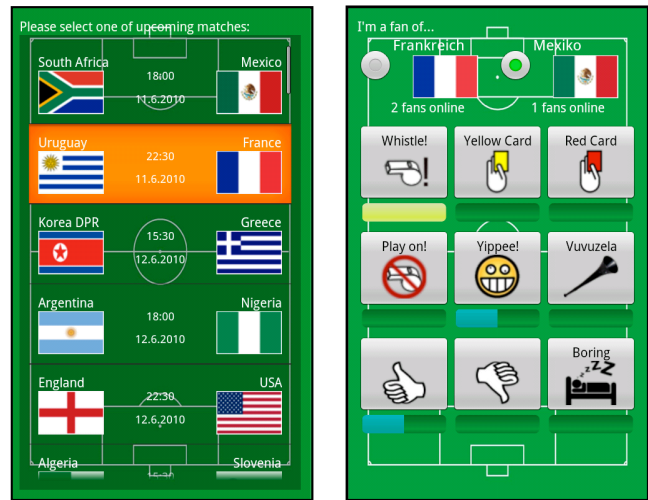 Please select one of upcoming matches:
South Africa 18:00 Mexico
11.6.2010
Uruguay 22:30 France
11.6.2010
Korea DPR 15:30 Greece
12.6.2010
Argentina 18:00 Nigeria
12.6.2010
England 22:30 USA
12.6.2010
Algeria 15:30 Slovenia
I'm a fan of...
Frankreich Mexiko
2 fans online 1 fans online
Whistle! Yellow Card Red Card
Play on! Yippee! Vuvuzela
Boring
zzZZ